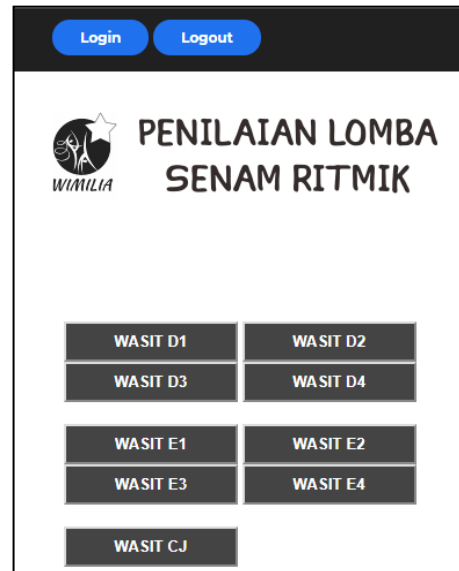 Login Logout
PENILAIAN LOMBA
SENAM RITMIK
WIMILIA
WASIT D1 WASIT D2
WASIT D3 WASIT D4
WASIT E1 WASIT E2
WASIT E3 WASIT E4
WASIT CJ